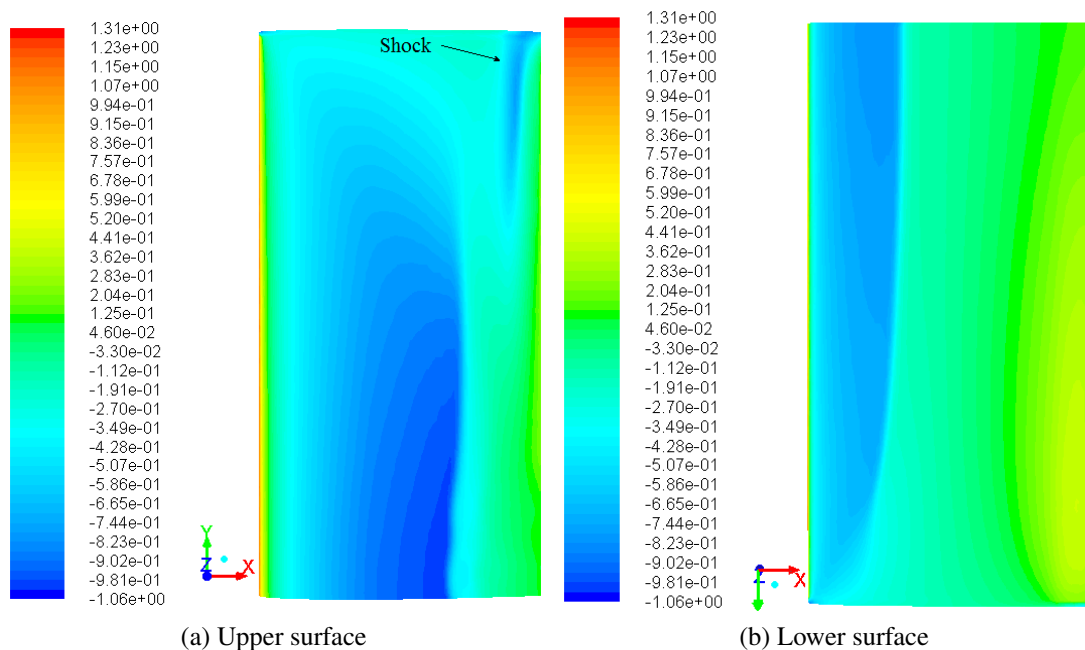 1.31e+00
1.23e+00
1.15e+00
1.07e+00
9.94e-01
9.15e-01
8.36e-01
7.57e-01
6.78e-01
5.99e-01
5.20e-01
4.41e-01
3.62e-01
2.83e-01
2.04e-01
1.25e-01
4.60e-02
-3.30e-02
-1.12e-01
-1.91e-01
-2.70e-01
-3.49e-01
-4.28e-01
-5.07e-01
-5.86e-01
-6.65e-01
-7.44e-01
-8.23e-01
-9.02e-01
-9.81e-01
-1.06e+00
Shock
Y
Z
X
(a) Upper surface
1.31e+00
1.23e+00
1.15e+00
1.07e+00
9.94e-01
9.15e-01
8.36e-01
7.57e-01
6.78e-01
5.99e-01
5.20e-01
4.41e-01
3.62e-01
2.83e-01
2.04e-01
1.25e-01
4.60e-02
-3.30e-02
-1.12e-01
-1.91e-01
-2.70e-01
-3.49e-01
-4.28e-01
-5.07e-01
-5.86e-01
-6.65e-01
-7.44e-01
-8.23e-01
-9.02e-01
-9.81e-01
-1.06e+00
X
(b) Lower surface